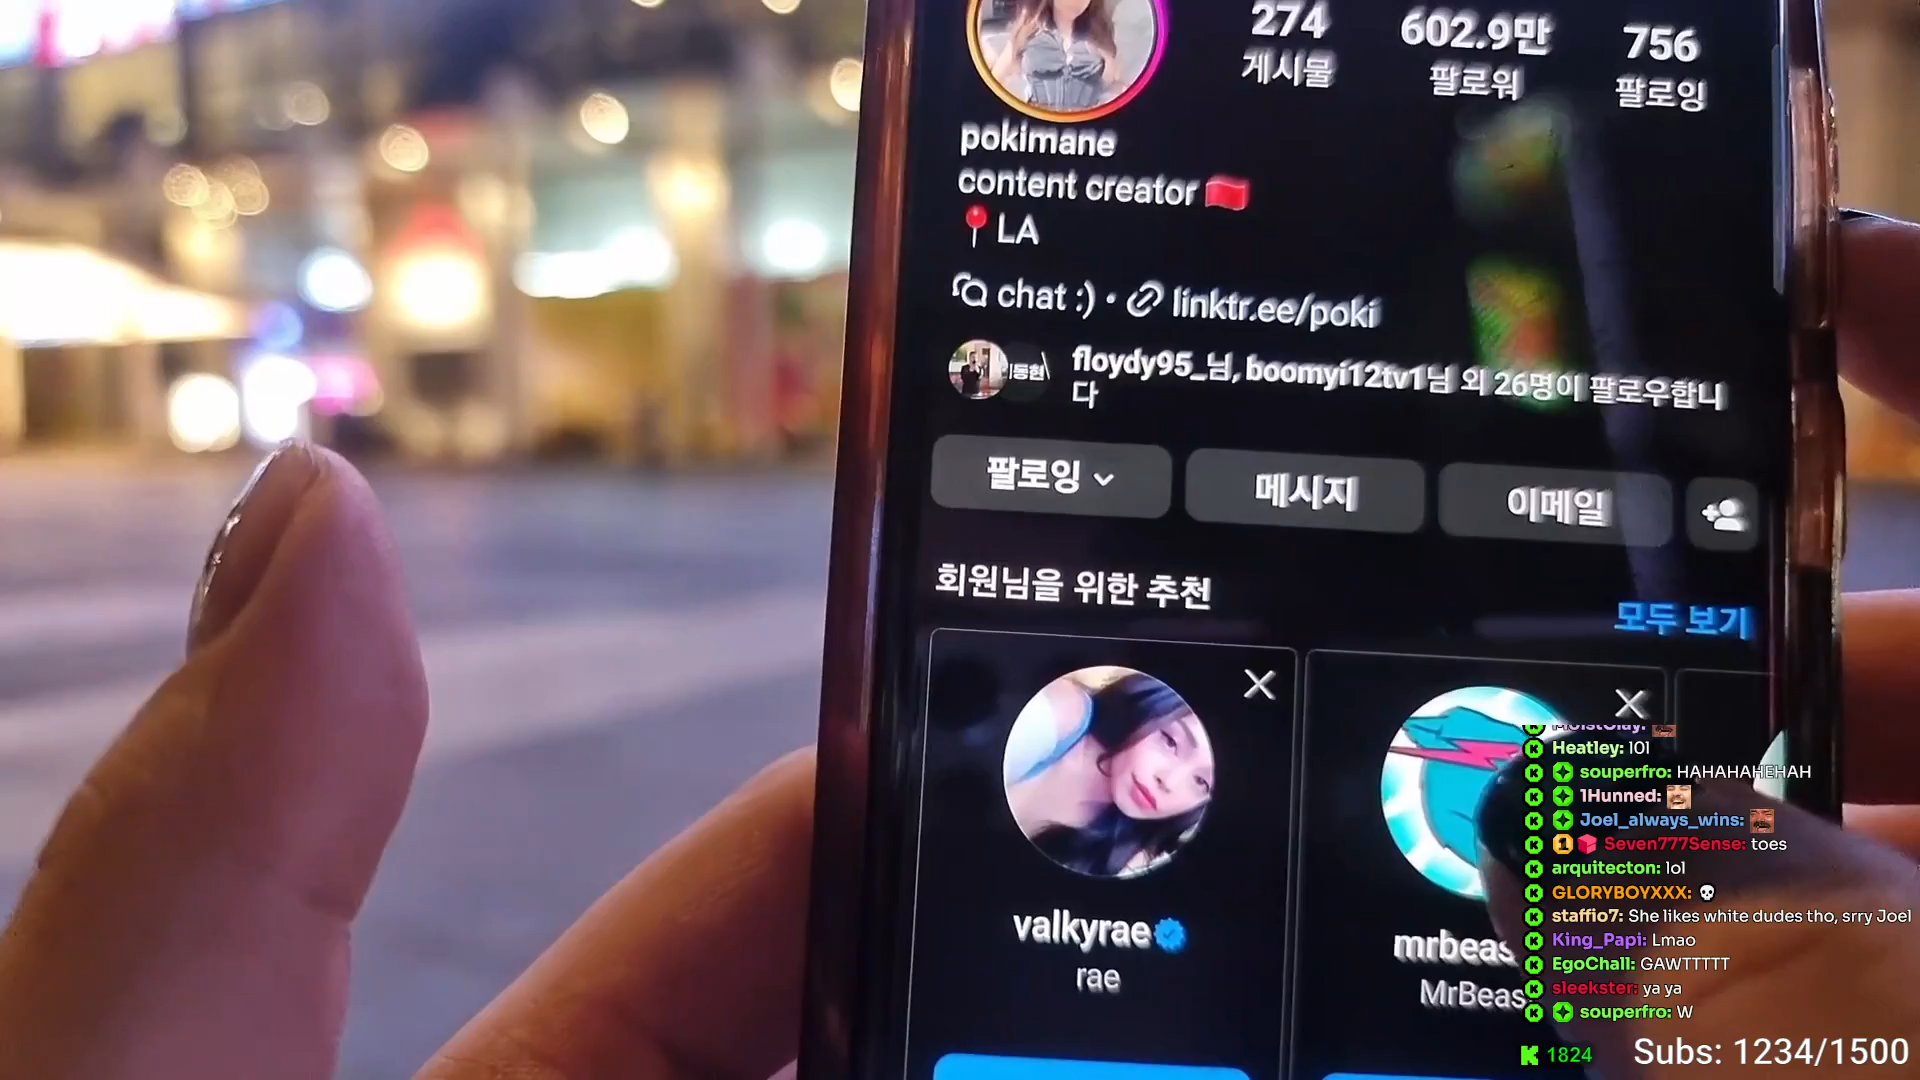 274
602.9만
756
게시물
팔로워
팔로잉
pokimane
content creator
LA
chat :) • linktr.ee/poki
floydy95_님, boomyi12tv1님 외 26명이 팔로우합니
다
팔로잉
메시지
이메일
회원님을 위한 추천
모두 보기
valkyrae
rae
mrbeas
MrBeas
Heatley: lol
souperfro: HAHAHAHEHAH
1Hunned:
Joel_always_wins:
1 Seven777Sense: toes
arquitecton: lol
GLORYBOYXXX:
staffio7: She likes white dudes tho, srry Joel
King_Papi: Lmao
EgoChall: GAWTTTTT
sleekster: ya ya
souperfro: W
K 1824
Subs: 1234/1500